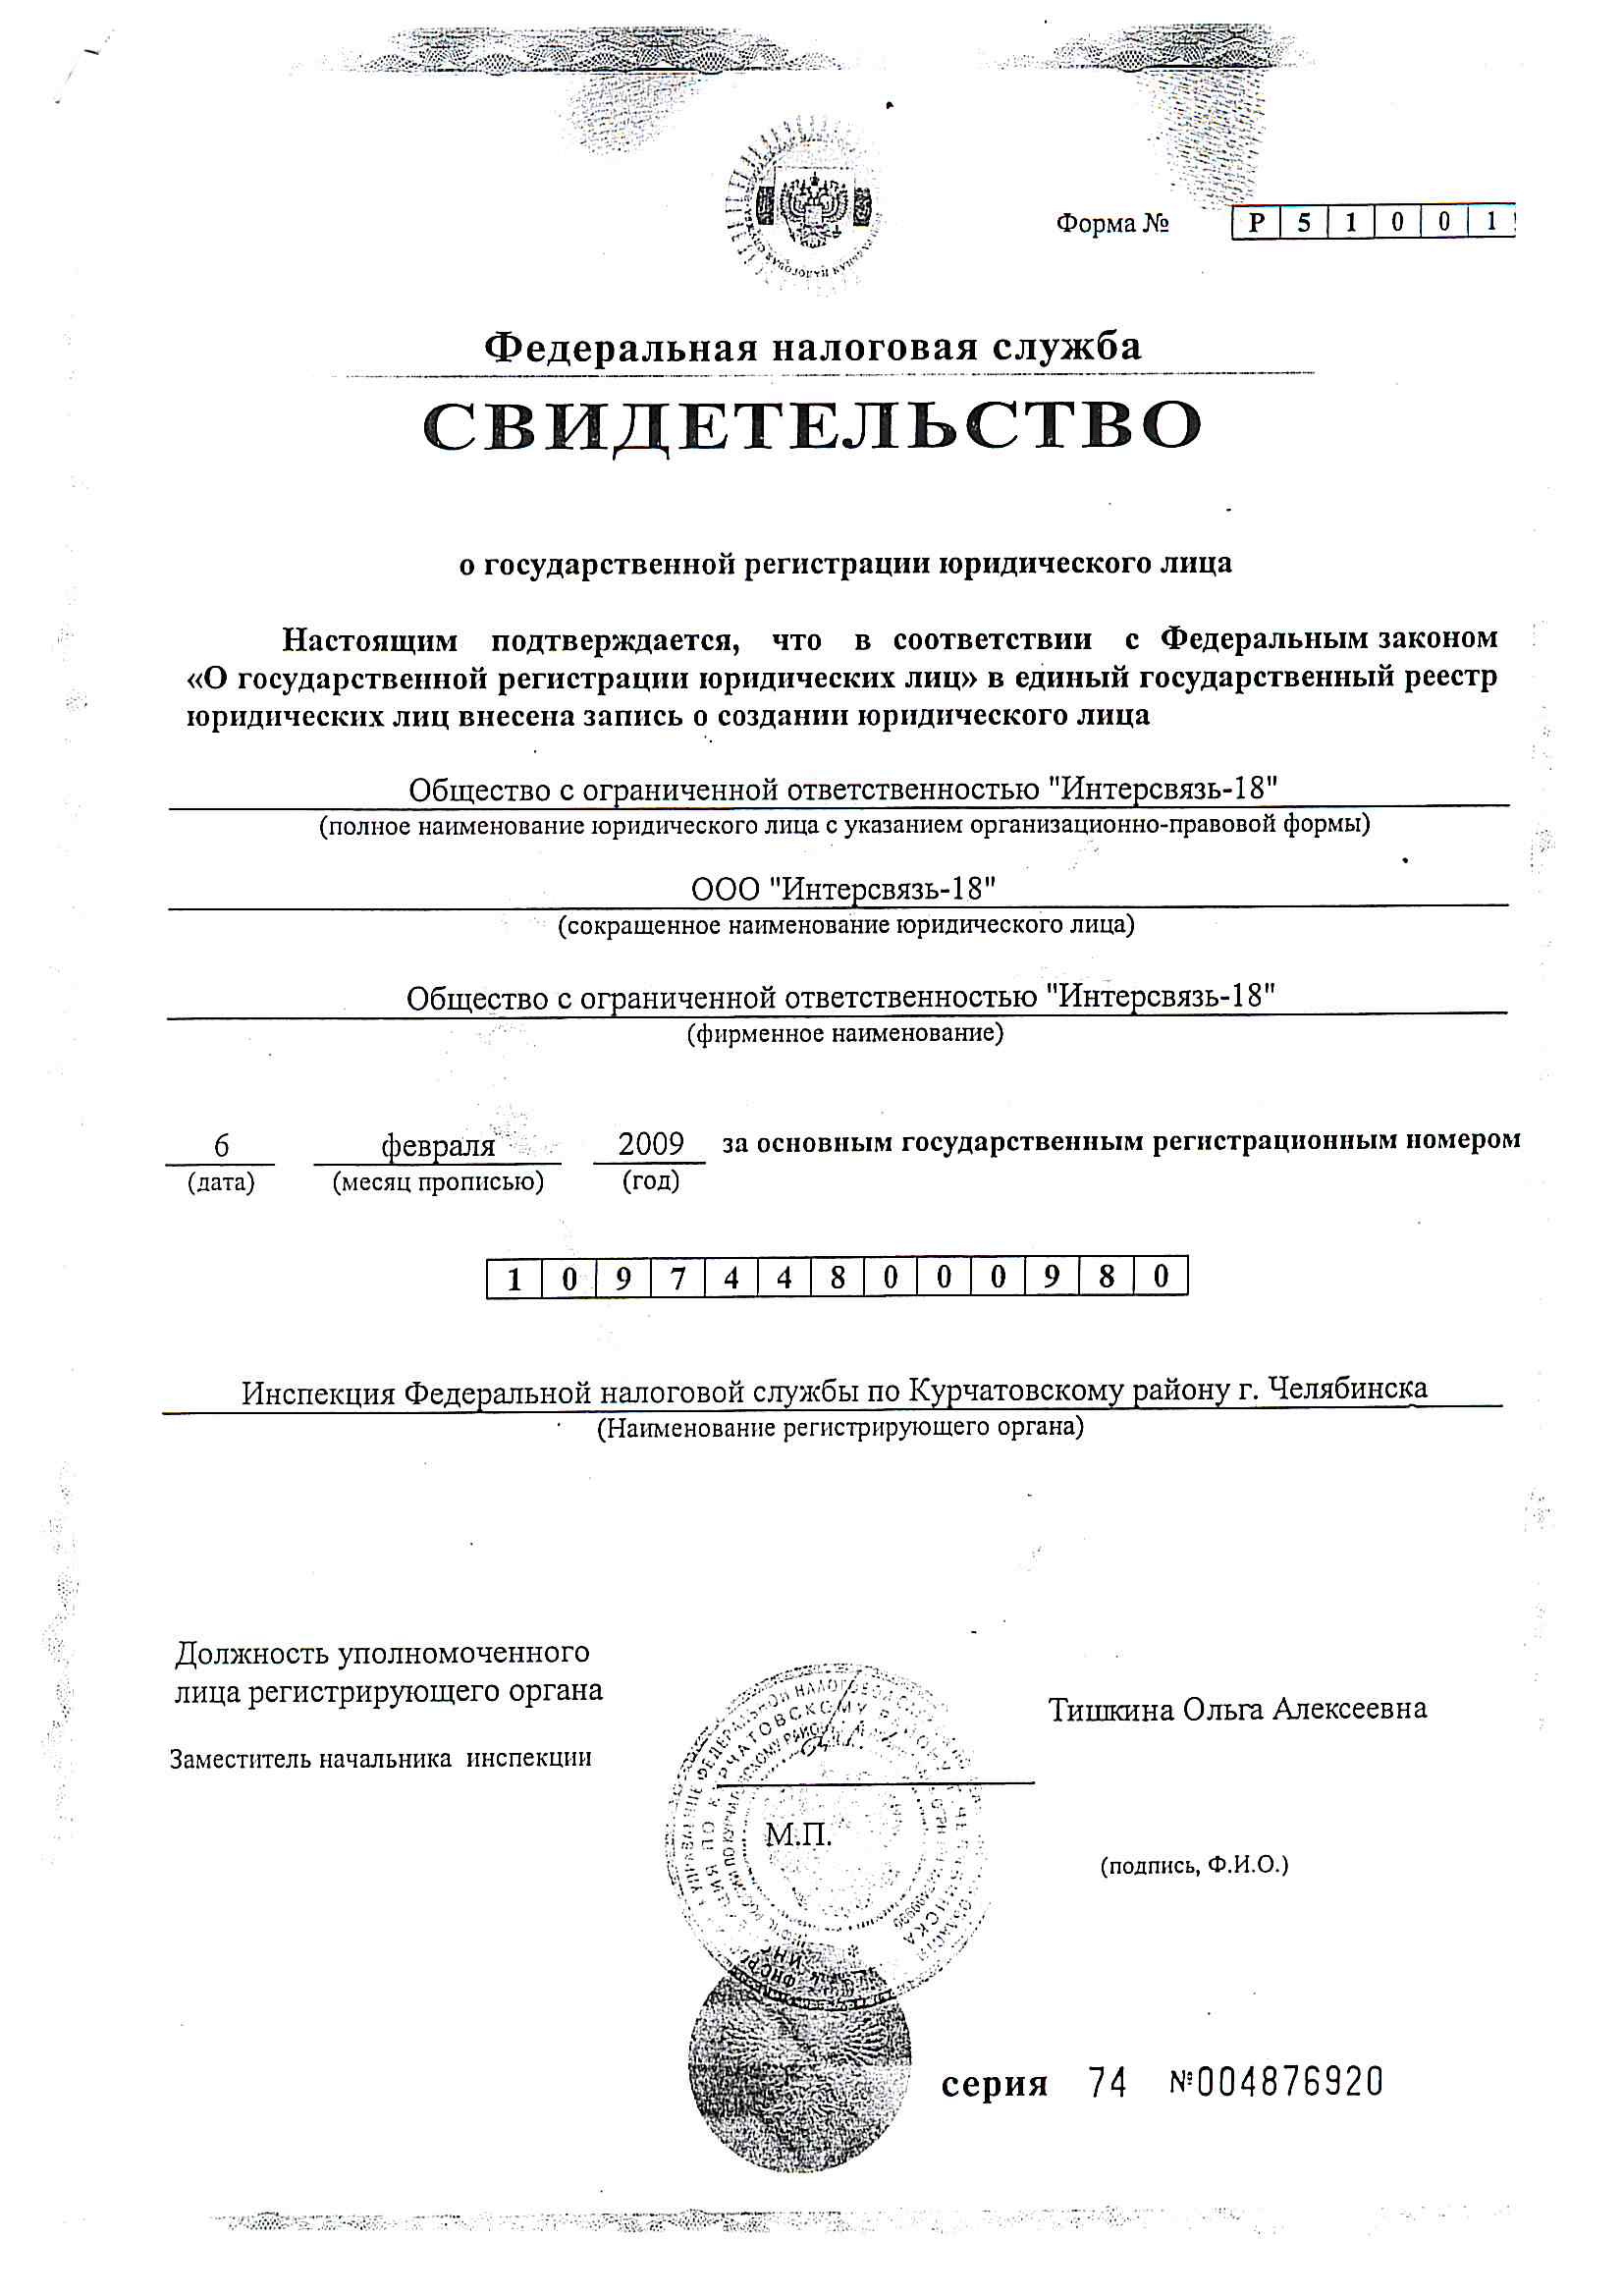 Форма № Р 5 1 0 0 1
Федеральная налоговая служба
СВИДЕТЕЛЬСТВО
о государственной регистрации юридического лица
Настоящим подтверждается, что в соответствии с Федеральным законом
«О государственной регистрации юридических лиц» в единый государственный реестр
юридических лиц внесена запись о создании юридического лица
Общество с ограниченной ответственностью "Интерсвязь-18"
(полное наименование юридического лица с указанием организационно-правовой формы)
ООО "Интерсвязь-18"
(сокращенное наименование юридического лица)
Общество с ограниченной ответственностью "Интерсвязь-18"
(фирменное наименование)
6 февраля 2009 за основным государственным регистрационным номером
(дата) (месяц прописью) (год)
1 0 9 7 4 4 8 0 0 0 9 8 0
Инспекция Федеральной налоговой службы по Курчатовскому району г. Челябинска
(Наименование регистрирующего органа)
Должность уполномоченного
лица регистрирующего органа
Тишкина Ольга Алексеевна
Заместитель начальника инспекции
М.П.
(подпись, Ф.И.О.)
серия 74 №004876920